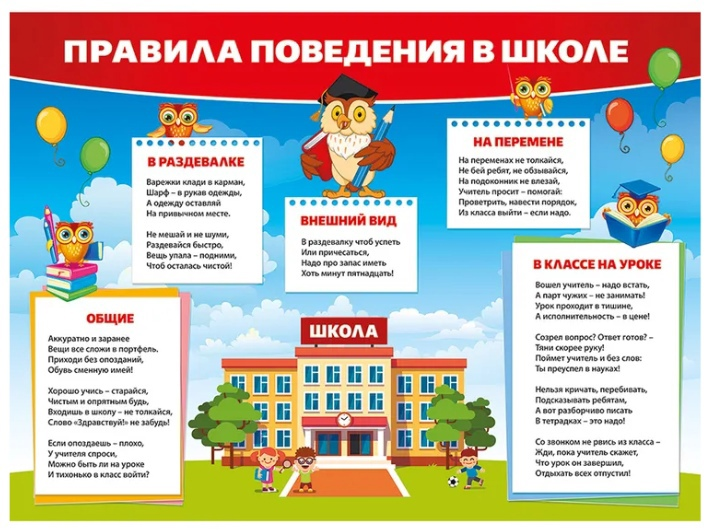 ПРАВИЛА ПОВЕДЕНИЯ В ШКОЛЕ
В РАЗДЕВАЛКЕ
Варежки клади в карман,
Шарф – в рукав одежды,
А одежду оставляй
На привычном месте.
Не мешай и не шуми,
Раздевайся быстро,
Вещь упала – подними,
Чтоб осталась чистой!
ВНЕШНИЙ ВИД
В раздевалку чтоб успеть
Или причесаться,
Надо про запас иметь
Хоть минут пятнадцать!
НА ПЕРЕМЕНЕ
На переменах не толкайся,
Не бей ребят, не обзывайся,
На подоконник не влезай,
Учитель просит – помогай:
Проветрить, навести порядок,
Из класса выйти – если надо.
ОБЩИЕ
Аккуратно и заранее
Вещи все сложи в портфель.
Приходи без опозданий,
Обувь сменную имей!
Хорошо учись – старайся,
Чистым и опрятным будь,
Входишь в школу – не толкайся,
Слово «Здравствуй!» не забудь!
Если опоздаешь – плохо,
У учителя спроси,
Можно быть ли на уроке
И тихонько в класс войти?
В КЛАССЕ НА УРОКЕ
Вошел учитель – надо встать,
А парт чужих – не занимать!
Урок проходит в тишине,
А исполнительность – в цене!
Созрел вопрос? Ответ готов? –
Тяни скорее руку!
Поймет учитель и без слов:
Ты преуспел в науках!
Нельзя кричать, перебивать,
Подсказывать ребятам,
А вот разборчиво писать
В тетрадках – это надо!
Со звонком не рвись из класса –
Жди, пока учитель скажет,
Что урок он завершил,
Отдыхать всех отпустил!
ШКОЛА